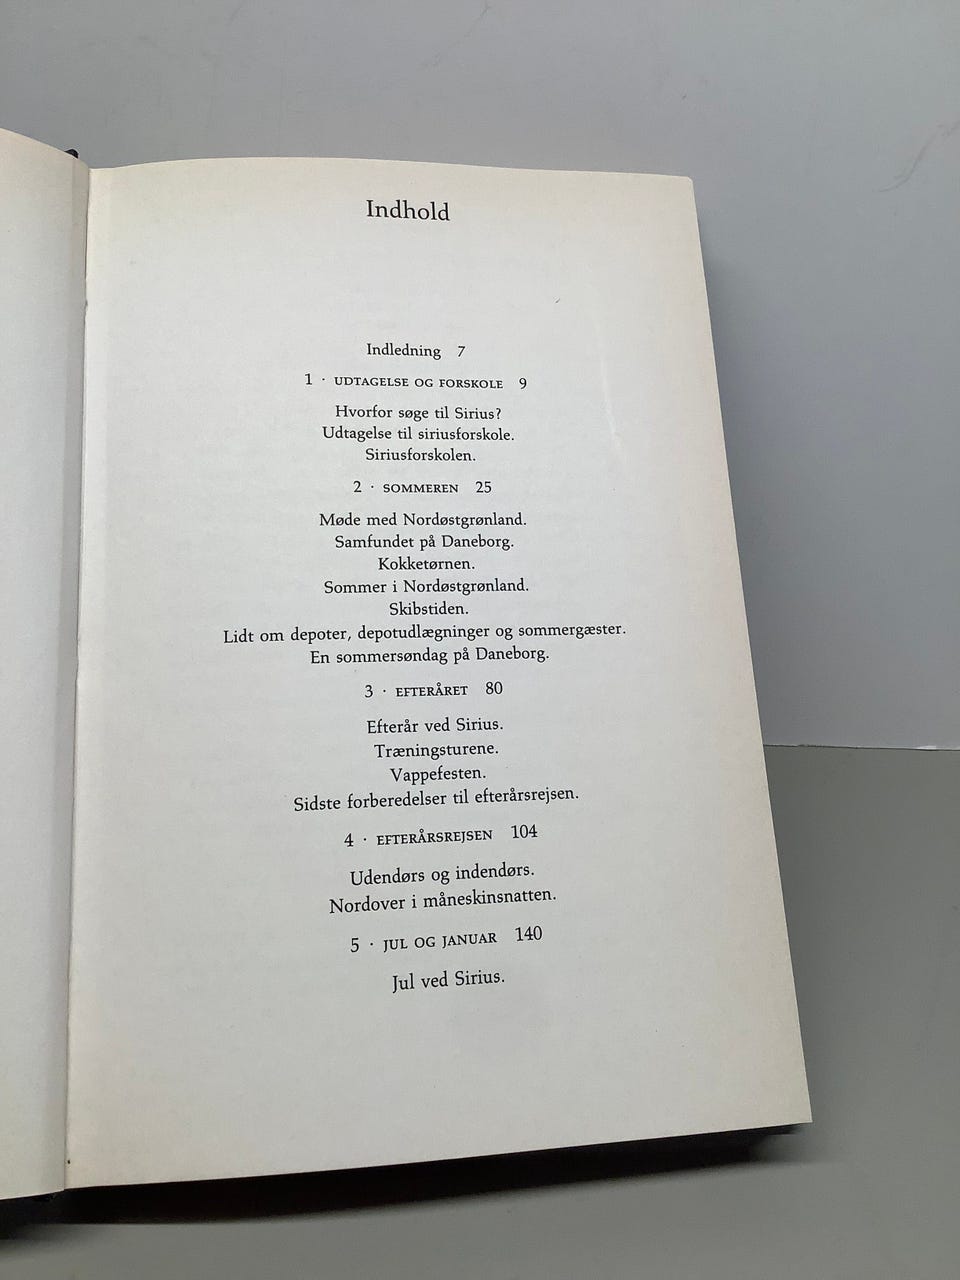 Indhold
Indledning 7
1 · UDTAGELSE OG FORSKOLE 9
Hvorfor søge til Sirius?
Udtagelse til siriusforskole.
Siriusforskolen.
2 · SOMMEREN 25
Møde med Nordøstgrønland.
Samfundet på Daneborg.
Kokketørnen.
Sommer i Nordøstgrønland.
Skibstiden.
Lidt om depoter, depotudlægninger og sommergæster.
En sommersøndag på Daneborg.
3 · EFTERÅRET 80
Efterår ved Sirius.
Træningsturene.
Vappefesten.
Sidste forberedelser til efterårsrejsen.
4 · EFTERÅRSREJSEN 104
Udendørs og indendørs.
Nordover i måneskinsnatten.
5 · JUL OG JANUAR 140
Jul ved Sirius.